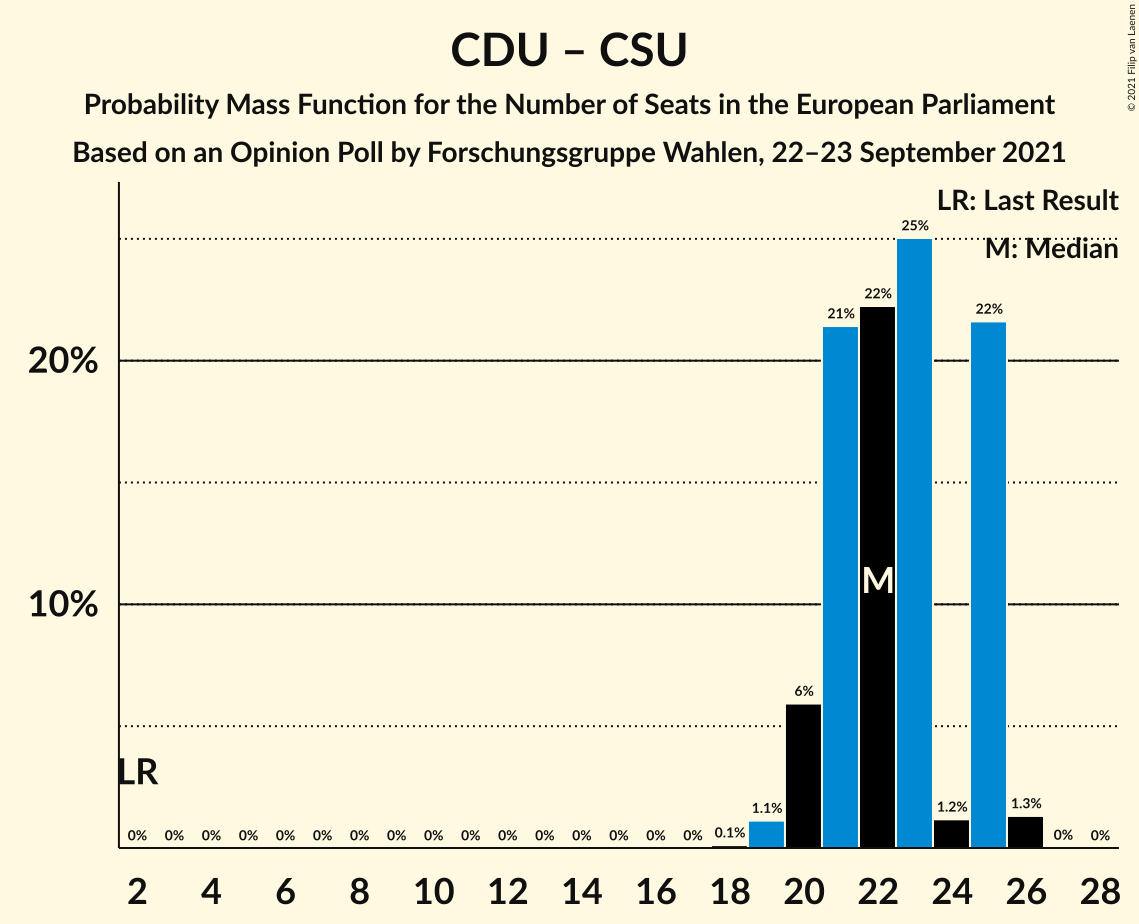 CDU – CSU
Probability Mass Function for the Number of Seats in the European Parliament
Based on an Opinion Poll by Forschungsgruppe Wahlen, 22–23 September 2021
© 2021 Filip van Laenen
LR: Last Result
M: Median
25%
22%
22%
21%
20%
M
10%
6%
LR
1.1%
1.2%
1.3%
0% 0% 0% 0% 0% 0% 0% 0% 0% 0% 0% 0% 0% 0% 0% 0% 0.1% 0% 0%
2 4 6 8 10 12 14 16 18 20 22 24 26 28